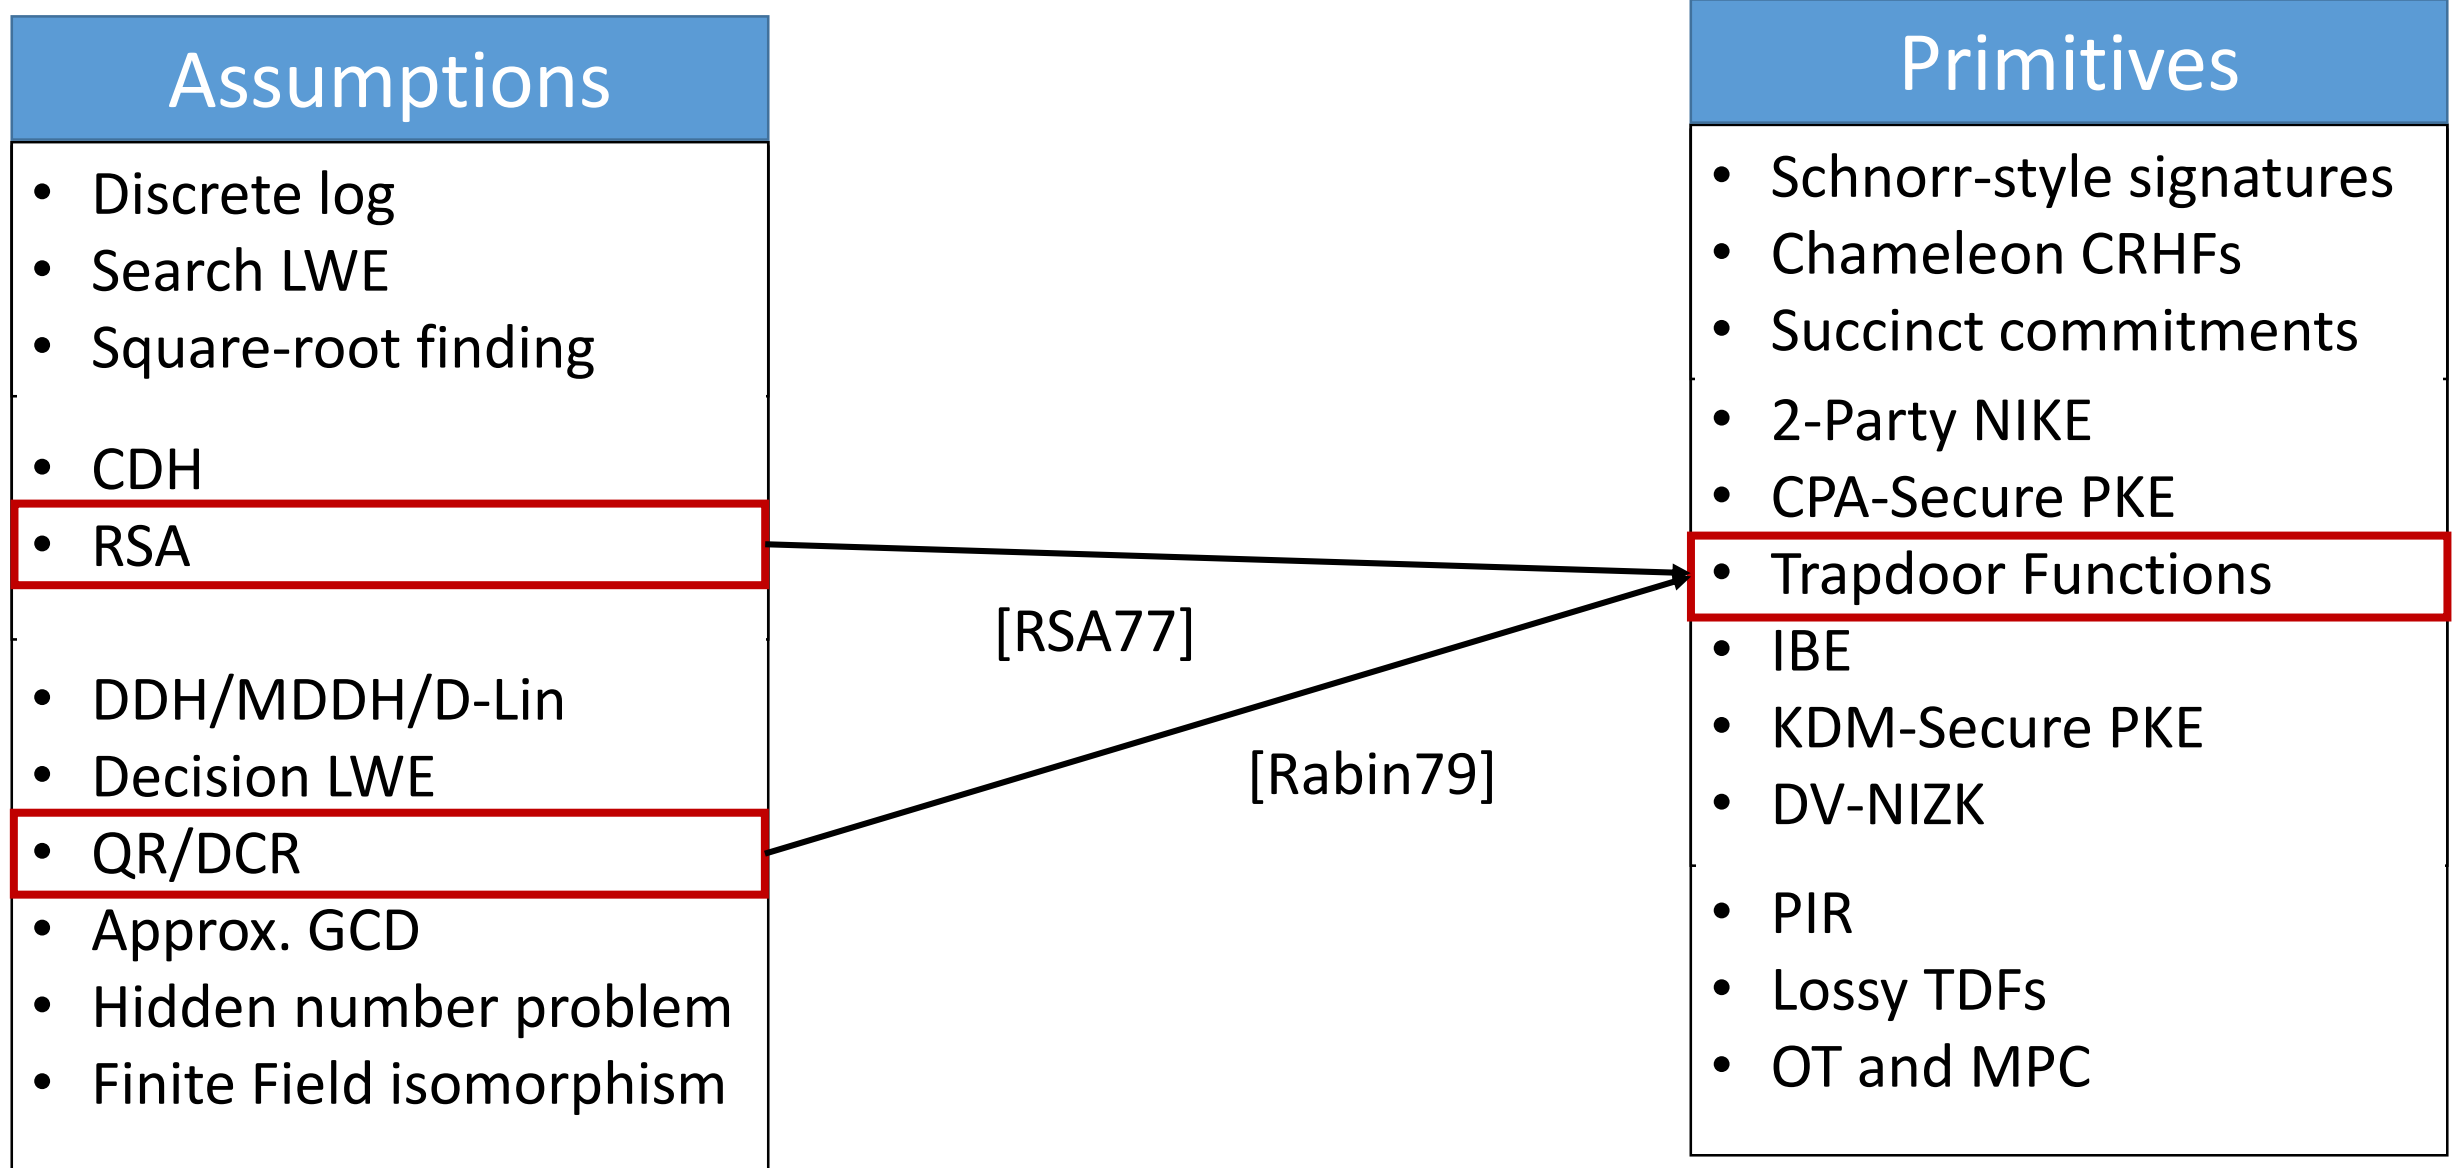 Assumptions
• Discrete log
• Search LWE
• Square-root finding
• CDH
• RSA
• DDH/MDDH/D-Lin
• Decision LWE
• QR/DCR
• Approx. GCD
• Hidden number problem
• Finite Field isomorphism
[RSA77]
[Rabin79]
Primitives
• Schnorr-style signatures
• Chameleon CRHFs
• Succinct commitments
• 2-Party NIKE
• CPA-Secure PKE
• Trapdoor Functions
• IBE
• KDM-Secure PKE
• DV-NIZK
• PIR
• Lossy TDFs
• OT and MPC